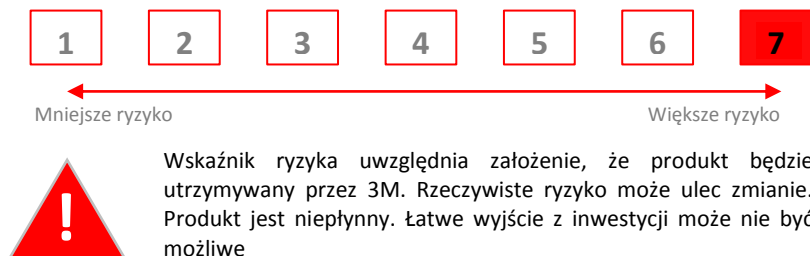 1 2 3 4 5 6 7
Mniejsze ryzyko Większe ryzyko
Wskaźnik ryzyka uwzględnia założenie, że produkt będzie
utrzymywany przez 3M. Rzeczywiste ryzyko może ulec zmianie.
Produkt jest niepłynny. Łatwe wyjście z inwestycji może nie być
możliwe
!